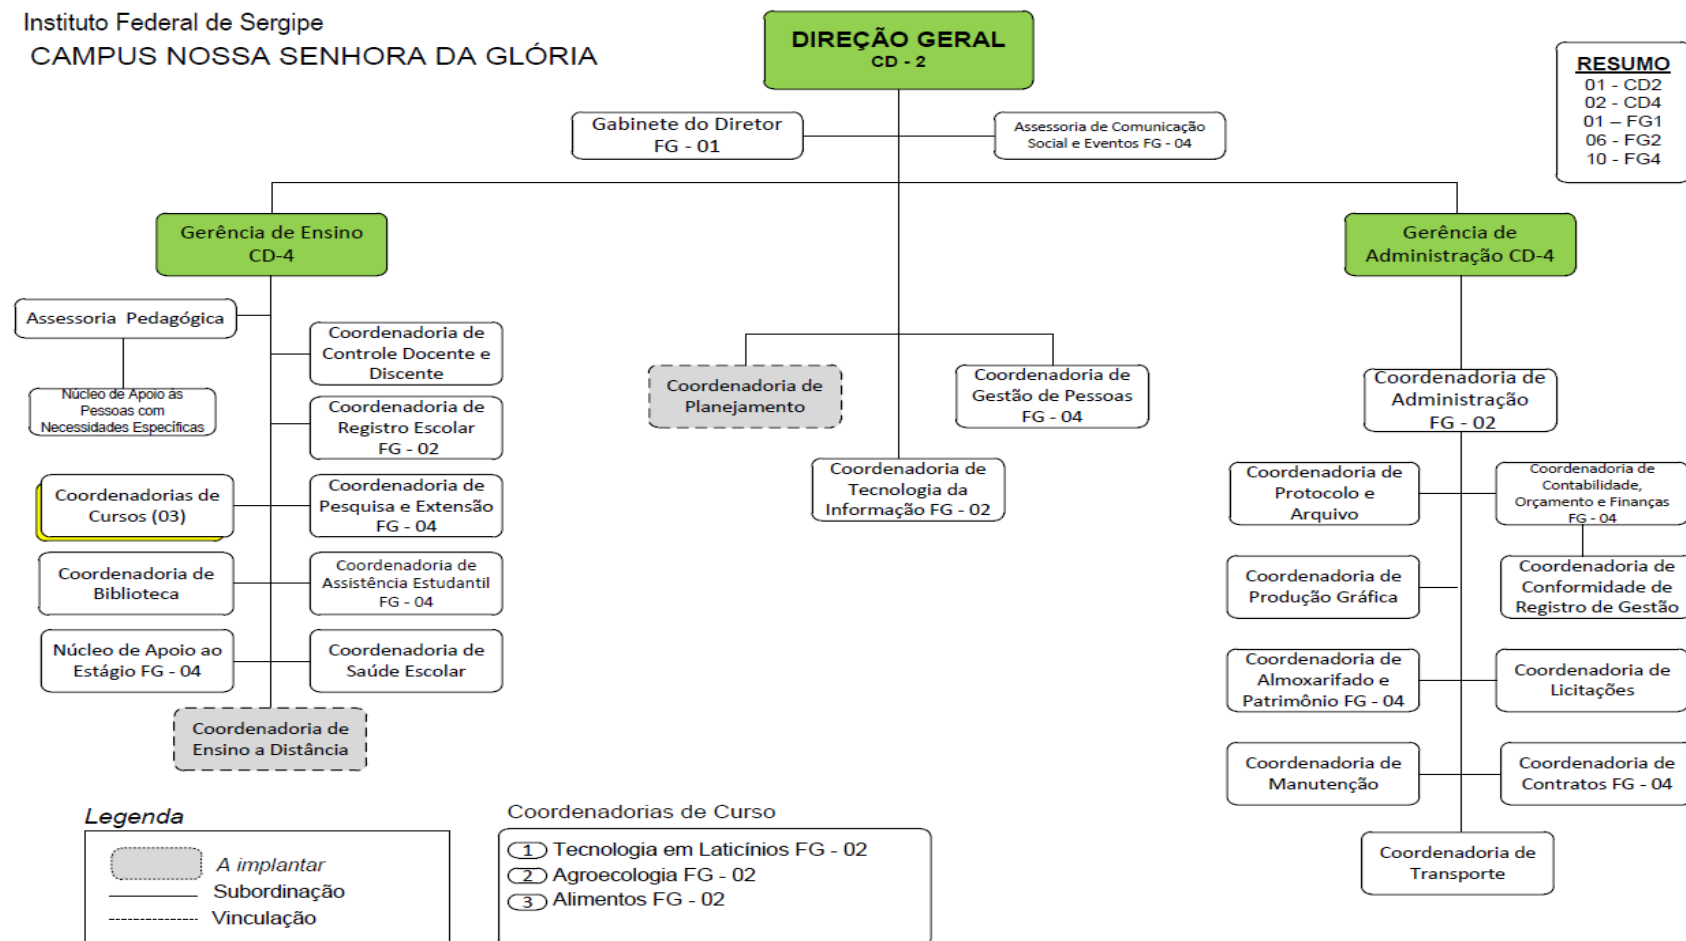 Instituto Federal de Sergipe
CAMPUS NOSSA SENHORA DA GLÓRIA
DIREÇÃO GERAL
CD - 2
RESUMO
01 - CD2
02 - CD4
01 – FG1
06 - FG2
10 - FG4
Gabinete do Diretor
FG - 01
Assessoria de Comunicação
Social e Eventos FG - 04
Gerência de Ensino
CD-4
Gerência de
Administração CD-4
Assessoria Pedagógica
Núcleo de Apoio ás
Pessoas com
Necessidades Específicas
Coordenadoria de
Controle Docente e
Discente
Coordenadoria de
Registro Escolar
FG - 02
Coordenadorias de
Cursos (03)
Coordenadoria de
Pesquisa e Extensão
FG - 04
Coordenadoria de
Biblioteca
Coordenadoria de
Assistência Estudantil
FG - 04
Núcleo de Apoio ao
Estágio FG - 04
Coordenadoria de
Saúde Escolar
Coordenadoria de
Ensino a Distância
Coordenadoria de
Planejamento
Coordenadoria de
Gestão de Pessoas
FG - 04
Coordenadoria de
Tecnologia da
Informação FG - 02
Coordenadoria de
Administração
FG - 02
Coordenadoria de
Protocolo e
Arquivo
Coordenadoria de
Contabilidade,
Orçamento e Finanças
FG - 04
Coordenadoria de
Produção Gráfica
Coordenadoria de
Conformidade de
Registro de Gestão
Coordenadoria de
Almoxarifado e
Patrimônio FG - 04
Coordenadoria de
Licitações
Coordenadoria de
Manutenção
Coordenadoria de
Contratos FG - 04
Coordenadoria de
Transporte
Legenda
A implantar
Subordinação
Vinculação
Coordenadorias de Curso
1 Tecnologia em Laticínios FG - 02
2 Agroecologia FG - 02
3 Alimentos FG - 02